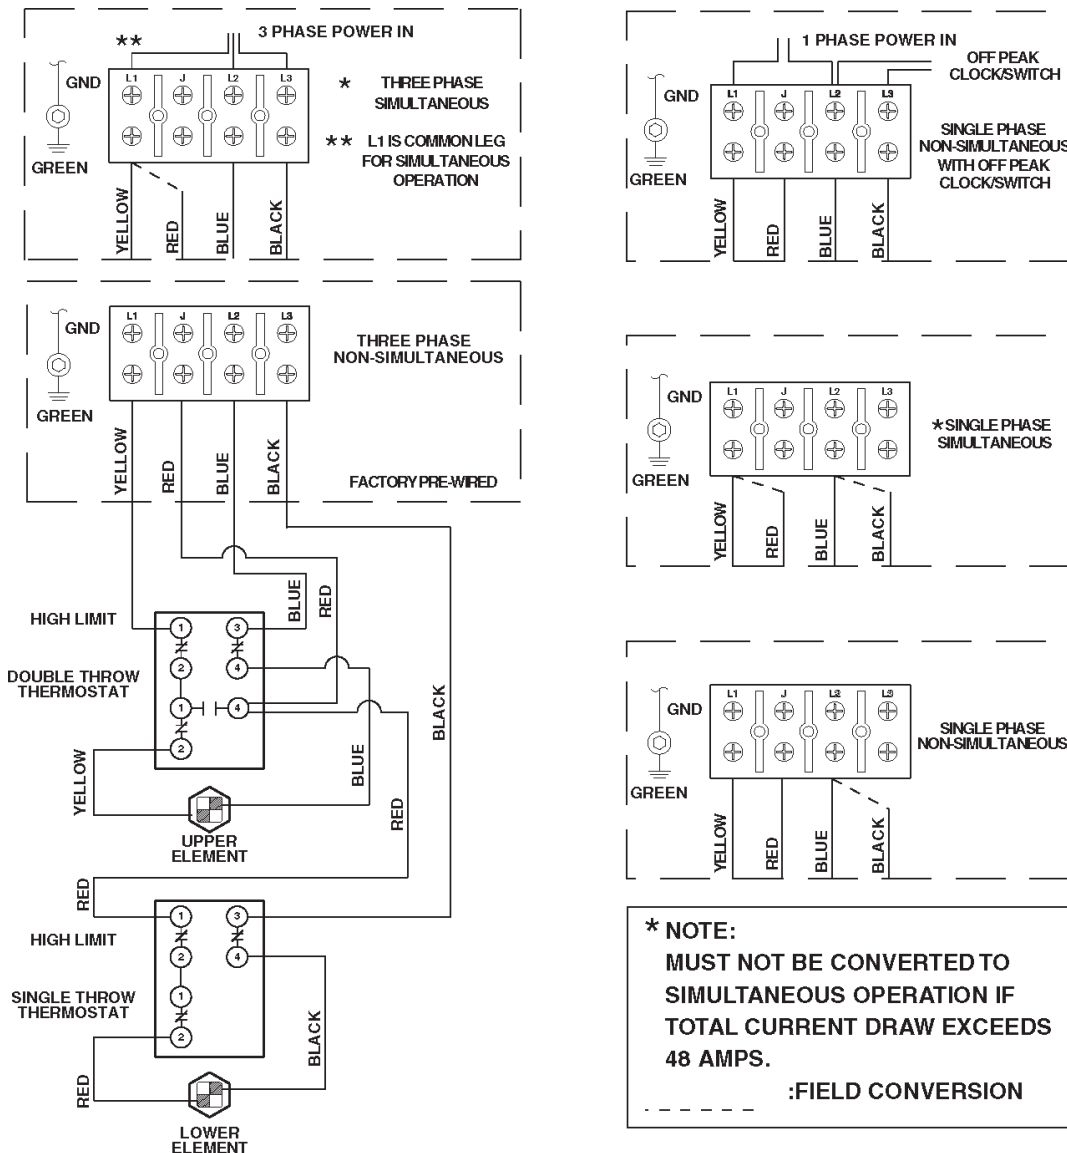 3 PHASE POWER IN
**
GND
L1 J L2 L3
* THREE PHASE
SIMULTANEOUS
** L1 IS COMMON LEG
FOR SIMULTANEOUS
OPERATION
GREEN
YELLOW
RED
BLUE
BLACK
GND
L1 J L2 L3
THREE PHASE
NON-SIMULTANEOUS
GREEN
YELLOW
RED
BLUE
BLACK
FACTORY PRE-WIRED
BLUE
RED
HIGH LIMIT
1 3
2 4
DOUBLE THROW
THERMOSTAT
1 4
2
YELLOW
BLUE
RED
BLACK
UPPER
ELEMENT
RED
HIGH LIMIT
1 3
2 4
SINGLE THROW
THERMOSTAT
1
2
RED
BLACK
LOWER
ELEMENT
1 PHASE POWER IN
OFF PEAK
CLOCK/SWITCH
GND
L1 J L2 L3
SINGLE PHASE
NON-SIMULTANEOUS
WITH OFF PEAK
CLOCK/SWITCH
GREEN
YELLOW
RED
BLUE
BLACK
GND
L1 J L2 L3
* SINGLE PHASE
SIMULTANEOUS
GREEN
YELLOW
RED
BLUE
BLACK
GND
L1 J L2 L3
SINGLE PHASE
NON-SIMULTANEOUS
GREEN
YELLOW
RED
BLUE
BLACK
* NOTE:
MUST NOT BE CONVERTED TO
SIMULTANEOUS OPERATION IF
TOTAL CURRENT DRAW EXCEEDS
48 AMPS.
:FIELD CONVERSION